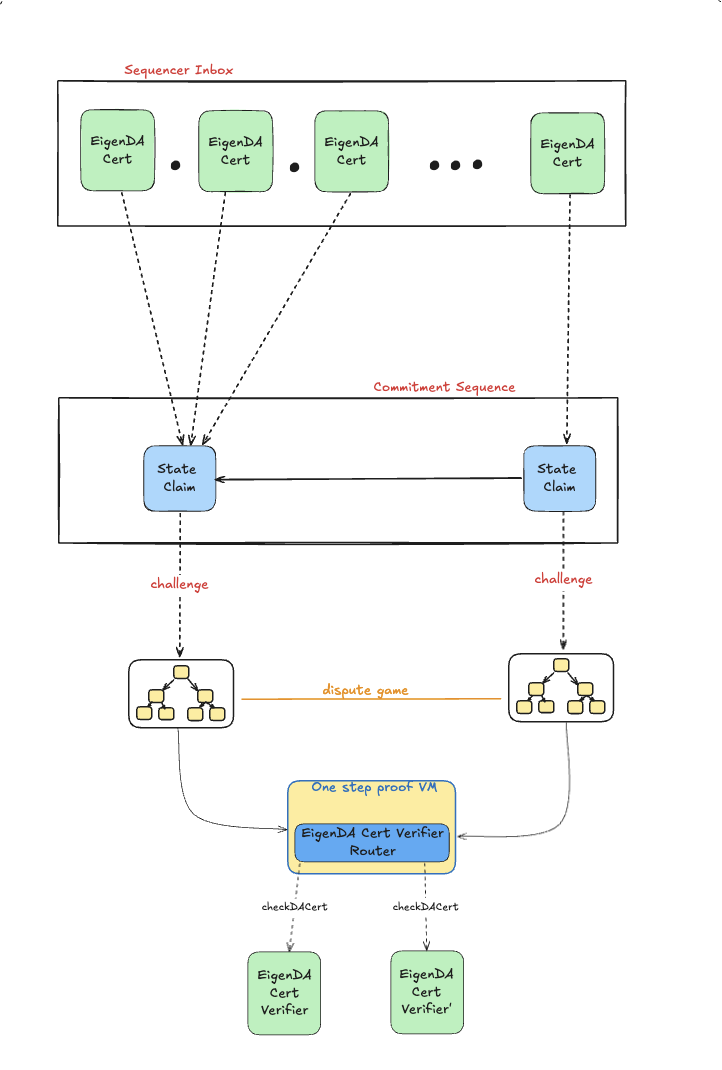 Sequencer Inbox
EigenDA
Cert
EigenDA
Cert
EigenDA
Cert
EigenDA
Cert
Commitment Sequence
State
Claim
State
Claim
challenge
challenge
dispute game
One step proof VM
EigenDA Cert Verifier
Router
checkDACert
checkDACert
EigenDA
Cert
Verifier
EigenDA
Cert
Verifier'